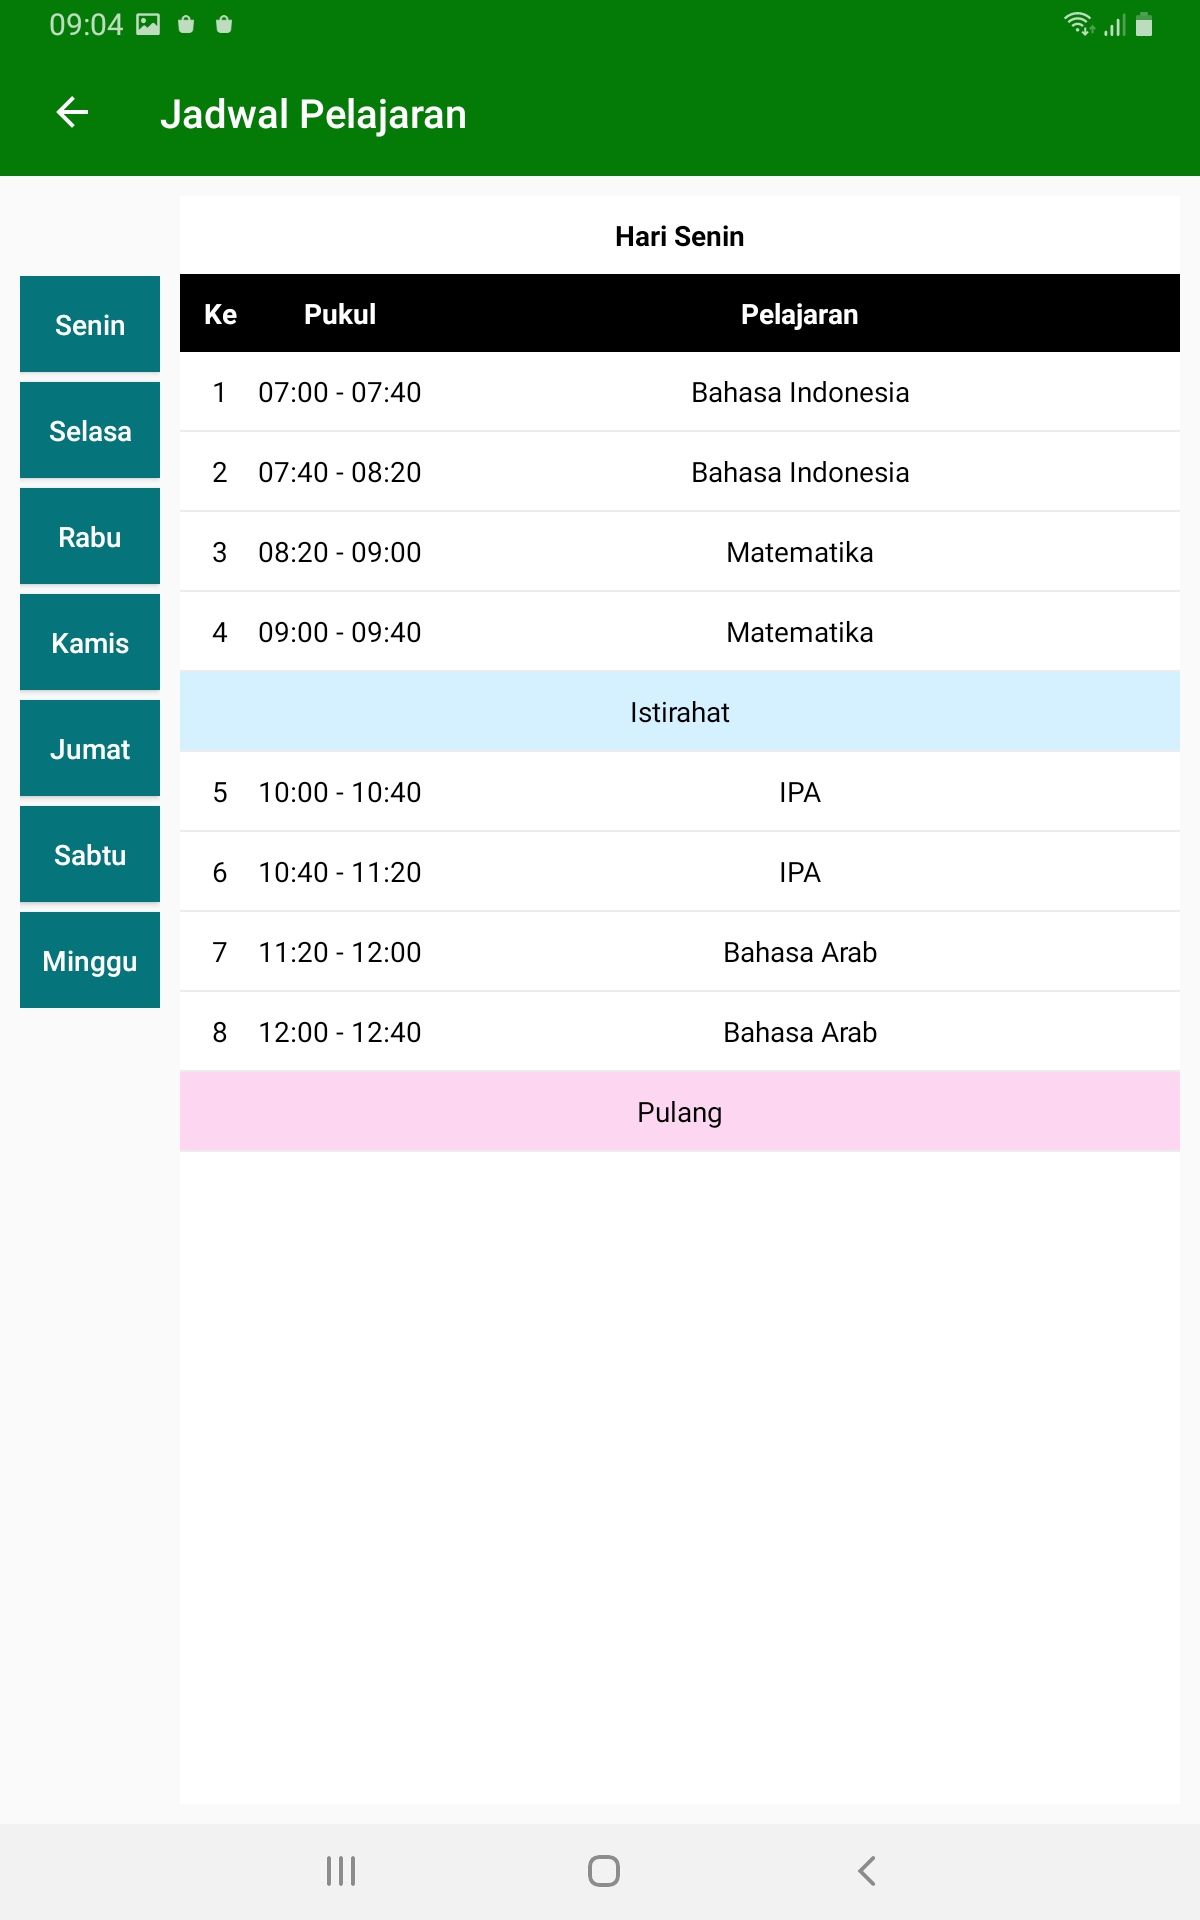 09:04
Jadwal Pelajaran
Senin
Selasa
Rabu
Kamis
Jumat
Sabtu
Minggu
Hari Senin
Ke Pukul Pelajaran
1 07:00 - 07:40 Bahasa Indonesia
2 07:40 - 08:20 Bahasa Indonesia
3 08:20 - 09:00 Matematika
4 09:00 - 09:40 Matematika
Istirahat
5 10:00 - 10:40 IPA
6 10:40 - 11:20 IPA
7 11:20 - 12:00 Bahasa Arab
8 12:00 - 12:40 Bahasa Arab
Pulang